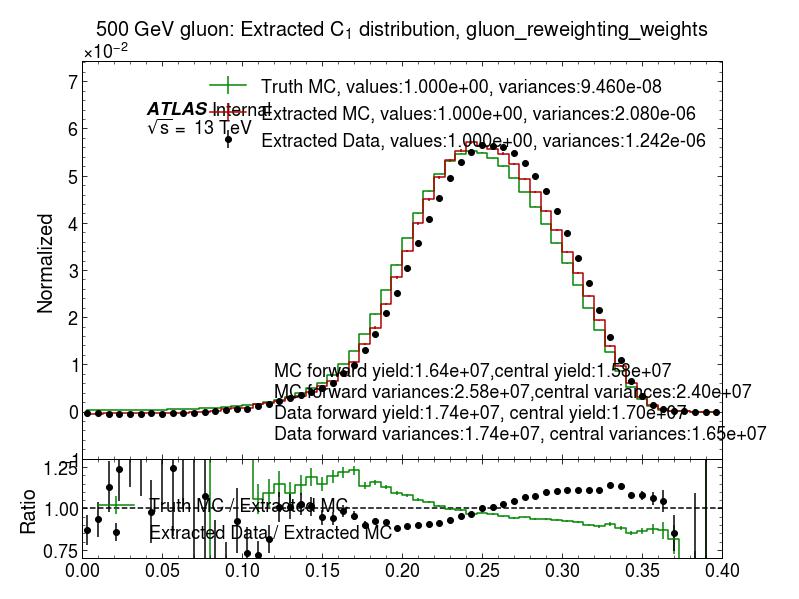 500 GeV gluon: Extracted C₁ distribution, gluon_reweighting_weights
×10⁻²
Truth MC, values:1.000e+00, variances:9.460e-08
ATLAS Internal
Extracted MC, values:1.000e+00, variances:2.080e-06
√s = 13 TeV
Extracted Data, values:1.000e+00, variances:1.242e-06
Normalized
7
6
5
4
3
2
1
0
MC forward yield:1.64e+07,central yield:1.58e+07
MC forward variances:2.58e+07,central variances:2.40e+07
Data forward yield:1.74e+07, central yield:1.70e+07
Data forward variances:1.74e+07, central variances:1.65e+07
Ratio
1.25
1.00
0.75
Truth MC / Extracted MC
Extracted Data / Extracted MC
0.00 0.05 0.10 0.15 0.20 0.25 0.30 0.35 0.40